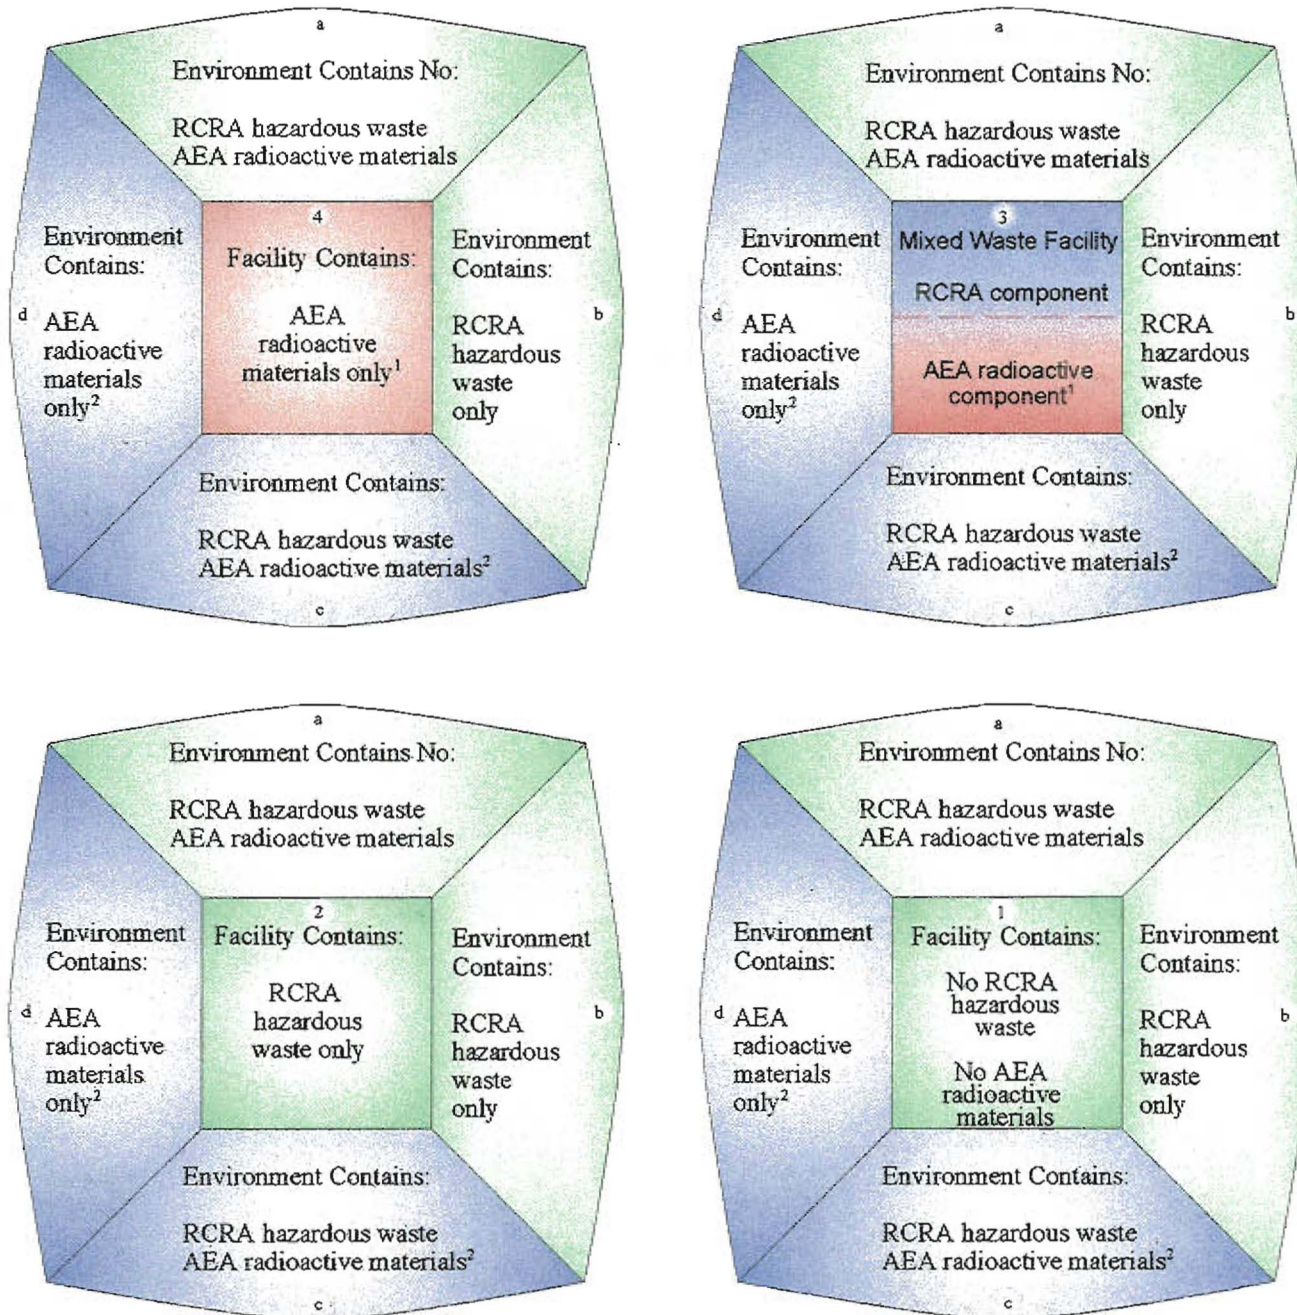 a
Environment Contains No:
RCRA hazardous waste
AEA radioactive materials
Environment
Contains:
d
AEA
radioactive
materials
only²
4
Facility Contains:
AEA
radioactive
materials only¹
Environment
Contains:
b
RCRA
hazardous
waste
only
Environment Contains:
RCRA hazardous waste
AEA radioactive materials²
c
a
Environment Contains No:
RCRA hazardous waste
AEA radioactive materials
Environment
Contains:
d
AEA
radioactive
materials
only²
3
Mixed Waste Facility
RCRA component
AEA radioactive
component¹
Environment
Contains:
b
RCRA
hazardous
waste
only
Environment Contains:
RCRA hazardous waste
AEA radioactive materials²
c
a
Environment Contains No:
RCRA hazardous waste
AEA radioactive materials
Environment
Contains:
d
AEA
radioactive
materials
only²
2
Facility Contains:
RCRA
hazardous
waste only
Environment
Contains:
b
RCRA
hazardous
waste
only
Environment Contains:
RCRA hazardous waste
AEA radioactive materials²
c
a
Environment Contains No:
RCRA hazardous waste
AEA radioactive materials
Environment
Contains:
d
AEA
radioactive
materials
only²
1
Facility Contains:
No RCRA
hazardous
waste
No AEA
radioactive
materials
Environment
Contains:
b
RCRA
hazardous
waste
only
Environment Contains:
RCRA hazardous waste
AEA radioactive materials²
c